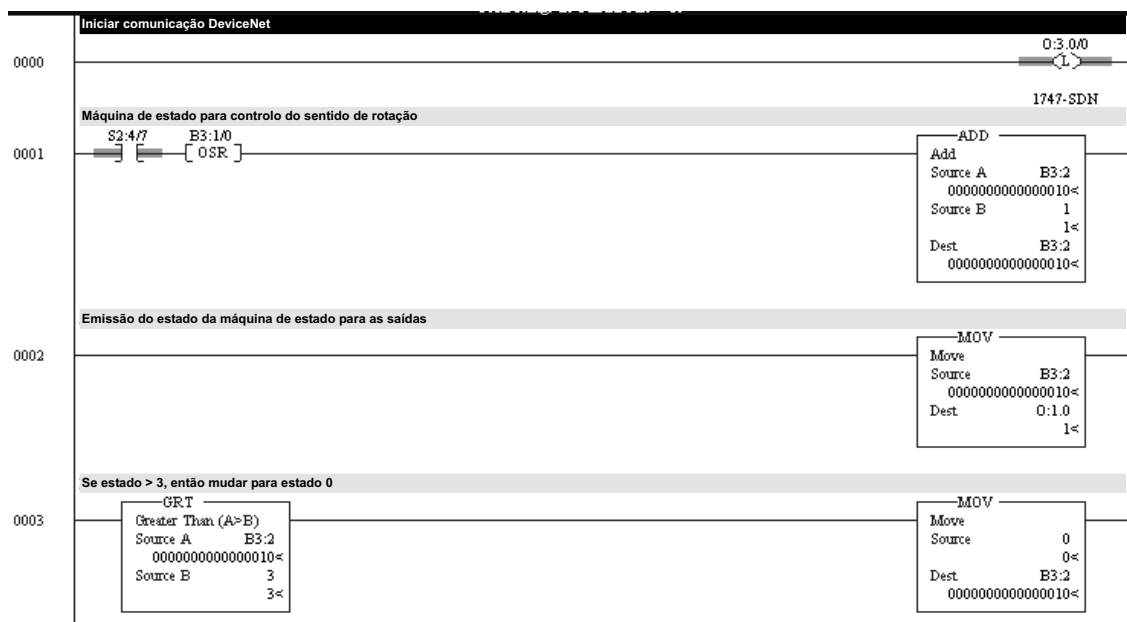 Iniciar comunicação DeviceNet
O:3.0/0
0000
L
1747-SDN
Máquina de estado para controlo do sentido de rotação
S2:4/7 B3:1/0
0001
OSR
ADD
Add
Source A B3:2
0000000000000010<
Source B 1
1<
Dest B3:2
0000000000000010<
Emissão do estado da máquina de estado para as saídas
0002
MOV
Move
Source B3:2
0000000000000010<
Dest O:1.0
1<
Se estado > 3, então mudar para estado 0
0003
GRT
Greater Than (A>B)
Source A B3:2
0000000000000010<
Source B 3
3<
MOV
Move
Source 0
0<
Dest B3:2
0000000000000010<